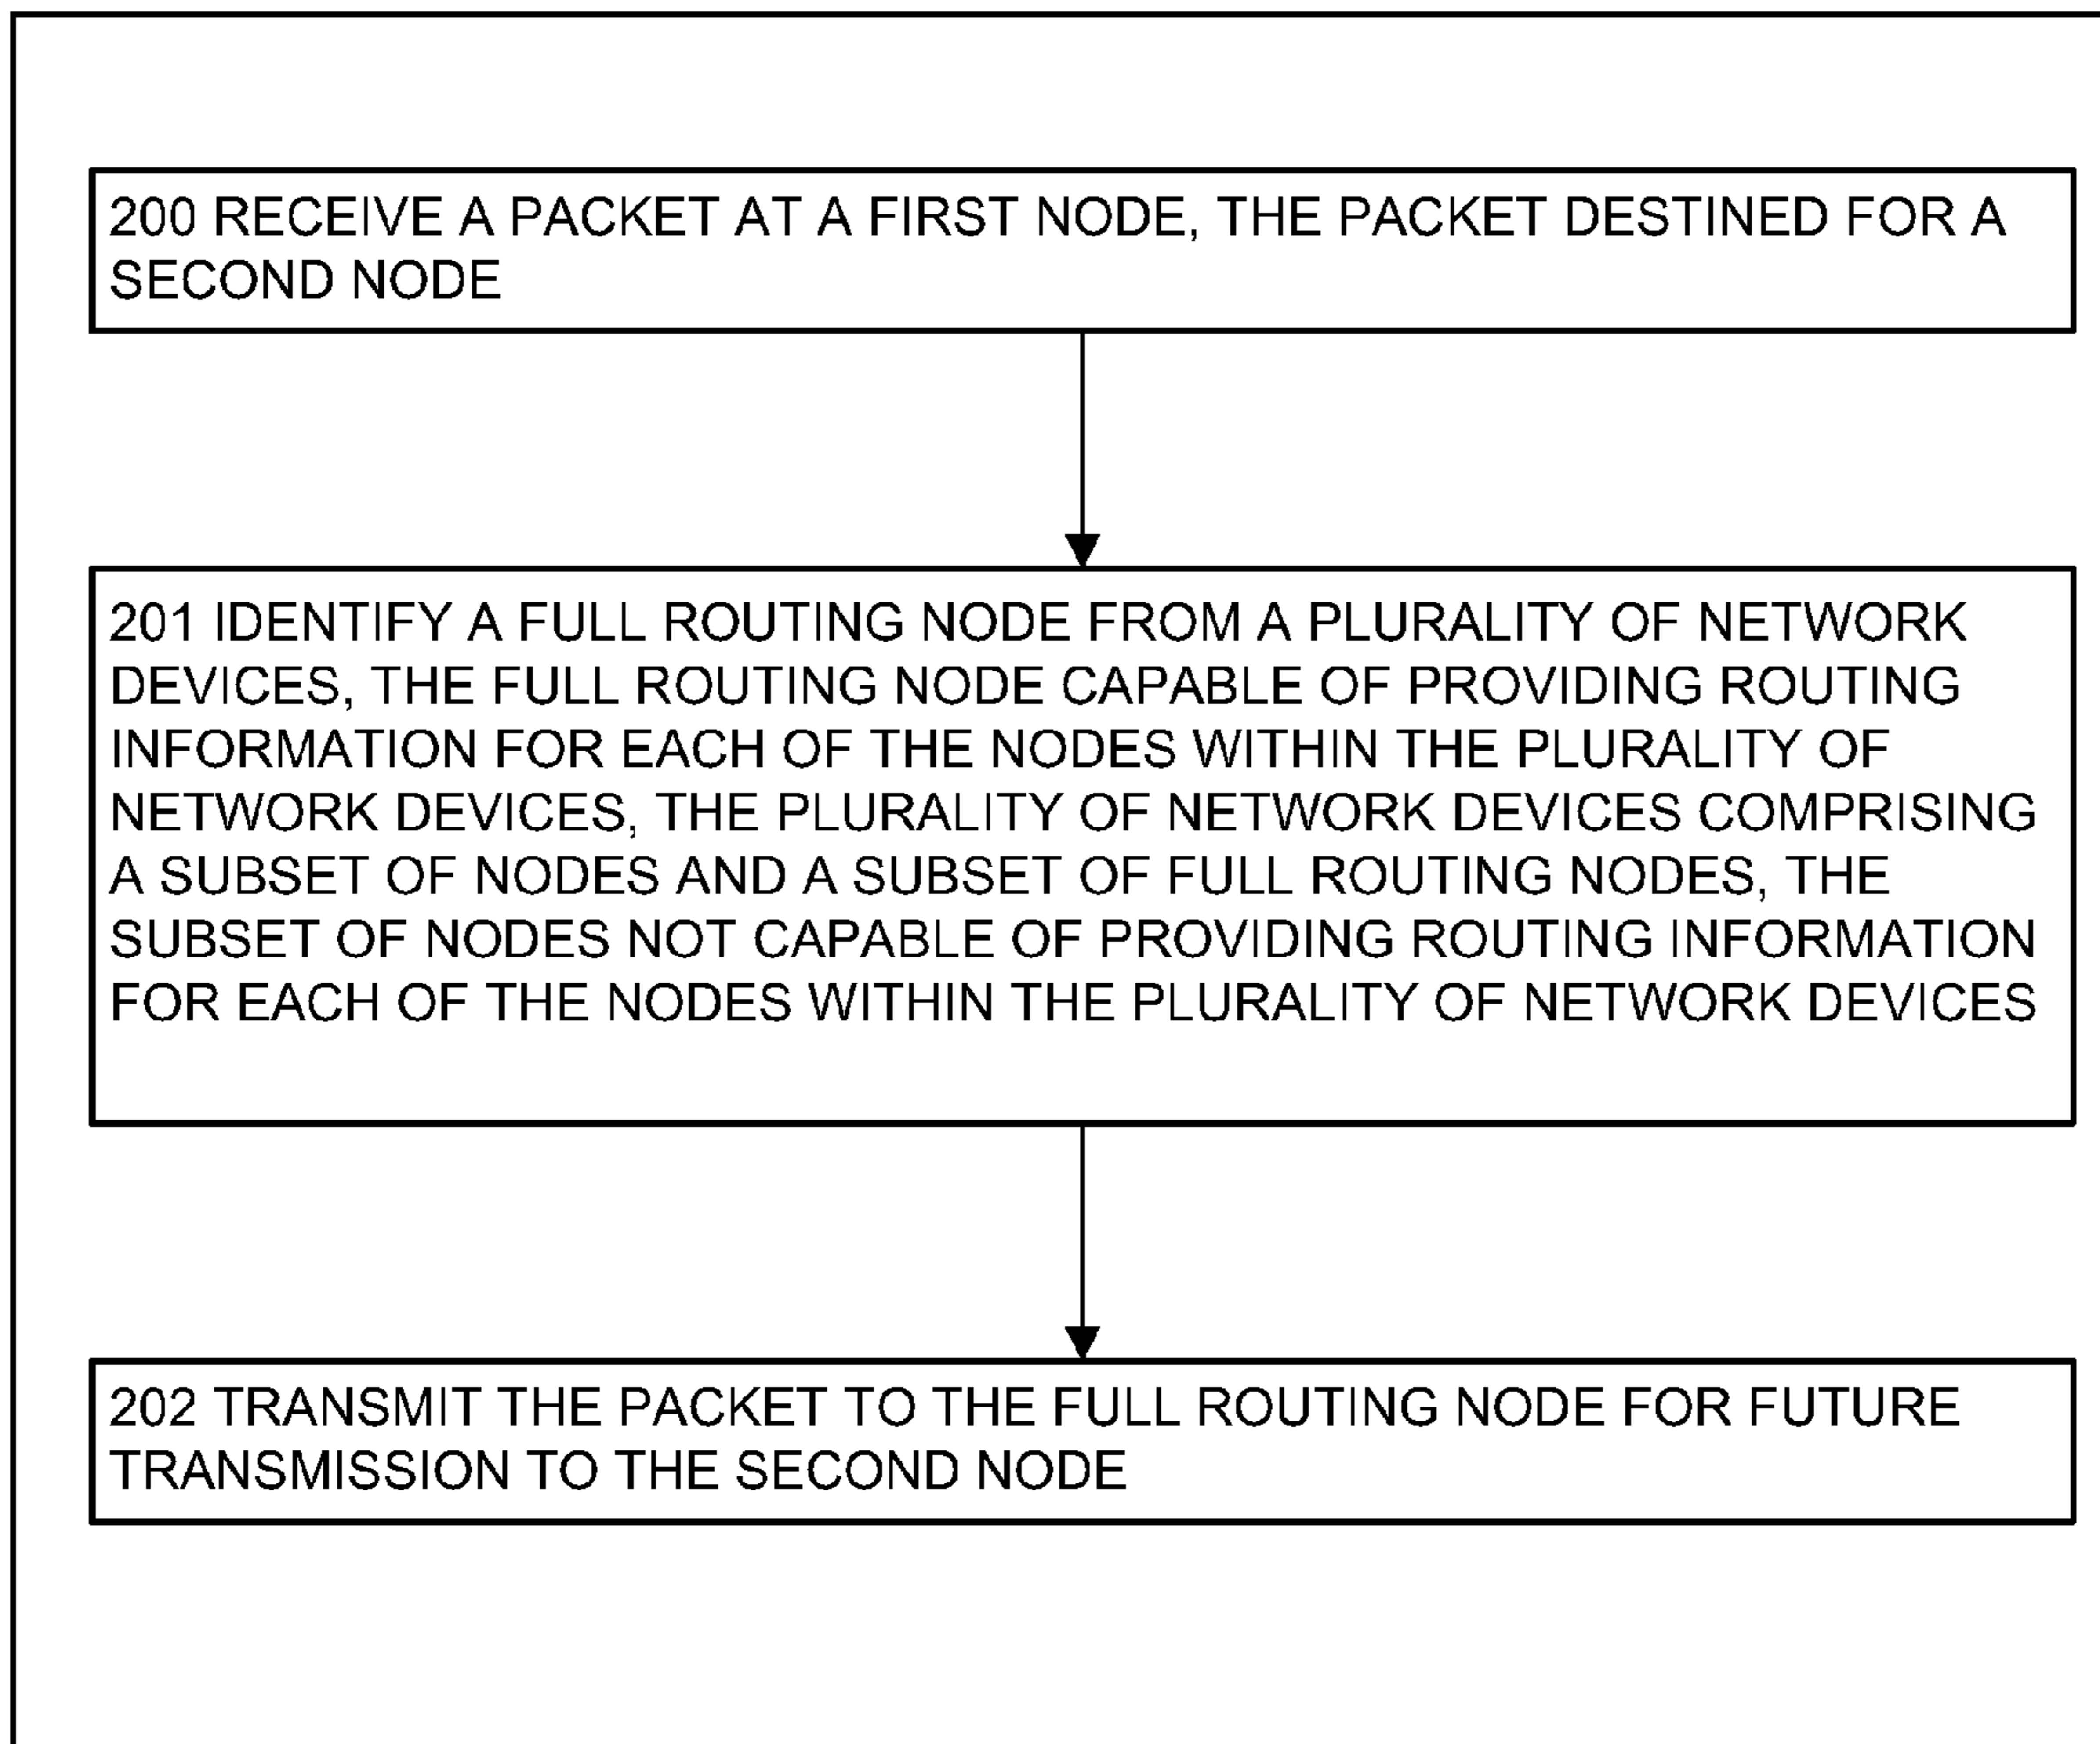 200 RECEIVE A PACKET AT A FIRST NODE, THE PACKET DESTINED FOR A
SECOND NODE
201 IDENTIFY A FULL ROUTING NODE FROM A PLURALITY OF NETWORK
DEVICES, THE FULL ROUTING NODE CAPABLE OF PROVIDING ROUTING
INFORMATION FOR EACH OF THE NODES WITHIN THE PLURALITY OF
NETWORK DEVICES, THE PLURALITY OF NETWORK DEVICES COMPRISING
A SUBSET OF NODES AND A SUBSET OF FULL ROUTING NODES, THE
SUBSET OF NODES NOT CAPABLE OF PROVIDING ROUTING INFORMATION
FOR EACH OF THE NODES WITHIN THE PLURALITY OF NETWORK DEVICES
202 TRANSMIT THE PACKET TO THE FULL ROUTING NODE FOR FUTURE
TRANSMISSION TO THE SECOND NODE